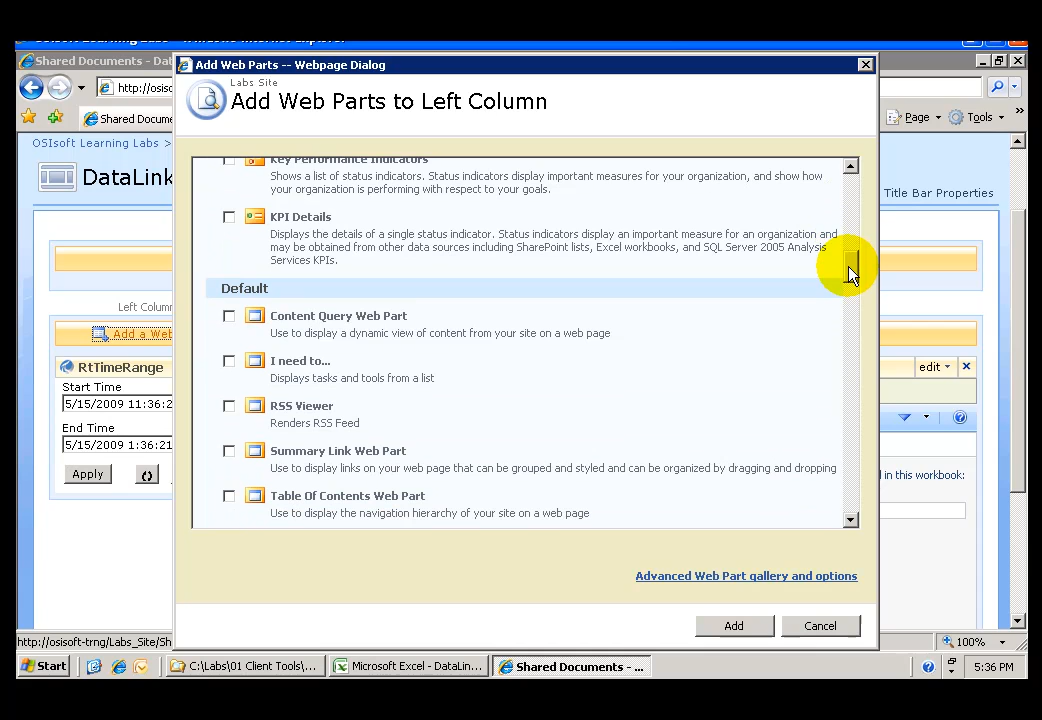 Shared Documents - Dat
Add Web Parts -- Webpage Dialog
Labs Site
Add Web Parts to Left Column
http://osiso
Shared Docume
Page
Tools
»
OSIsoft Learning Labs >
DataLink
Title Bar Properties
Key Performance Indicators
Shows a list of status indicators. Status indicators display important measures for your organization, and show how
your organization is performing with respect to your goals.
KPI Details
Displays the details of a single status indicator. Status indicators display an important measure for an organization and
may be obtained from other data sources including SharePoint lists, Excel workbooks, and SQL Server 2005 Analysis
Services KPIs.
Default
Content Query Web Part
Use to display a dynamic view of content from your site on a web page
I need to...
Displays tasks and tools from a list
RSS Viewer
Renders RSS Feed
Summary Link Web Part
Use to display links on your web page that can be grouped and styled and can be organized by dragging and dropping
Table Of Contents Web Part
Use to display the navigation hierarchy of your site on a web page
Left Colum
Add a Web
RtTimeRange
Start Time
5/15/2009 11:36:2
End Time
5/15/2009 1:36:21
Apply
edit
d in this workbook:
Advanced Web Part gallery and options
Add
Cancel
http://osisoft-trng/Labs_Site/Sh
100%
Start
C:\Labs\01 Client Tools\...
Microsoft Excel - DataLin...
Shared Documents - ...
5:36 PM